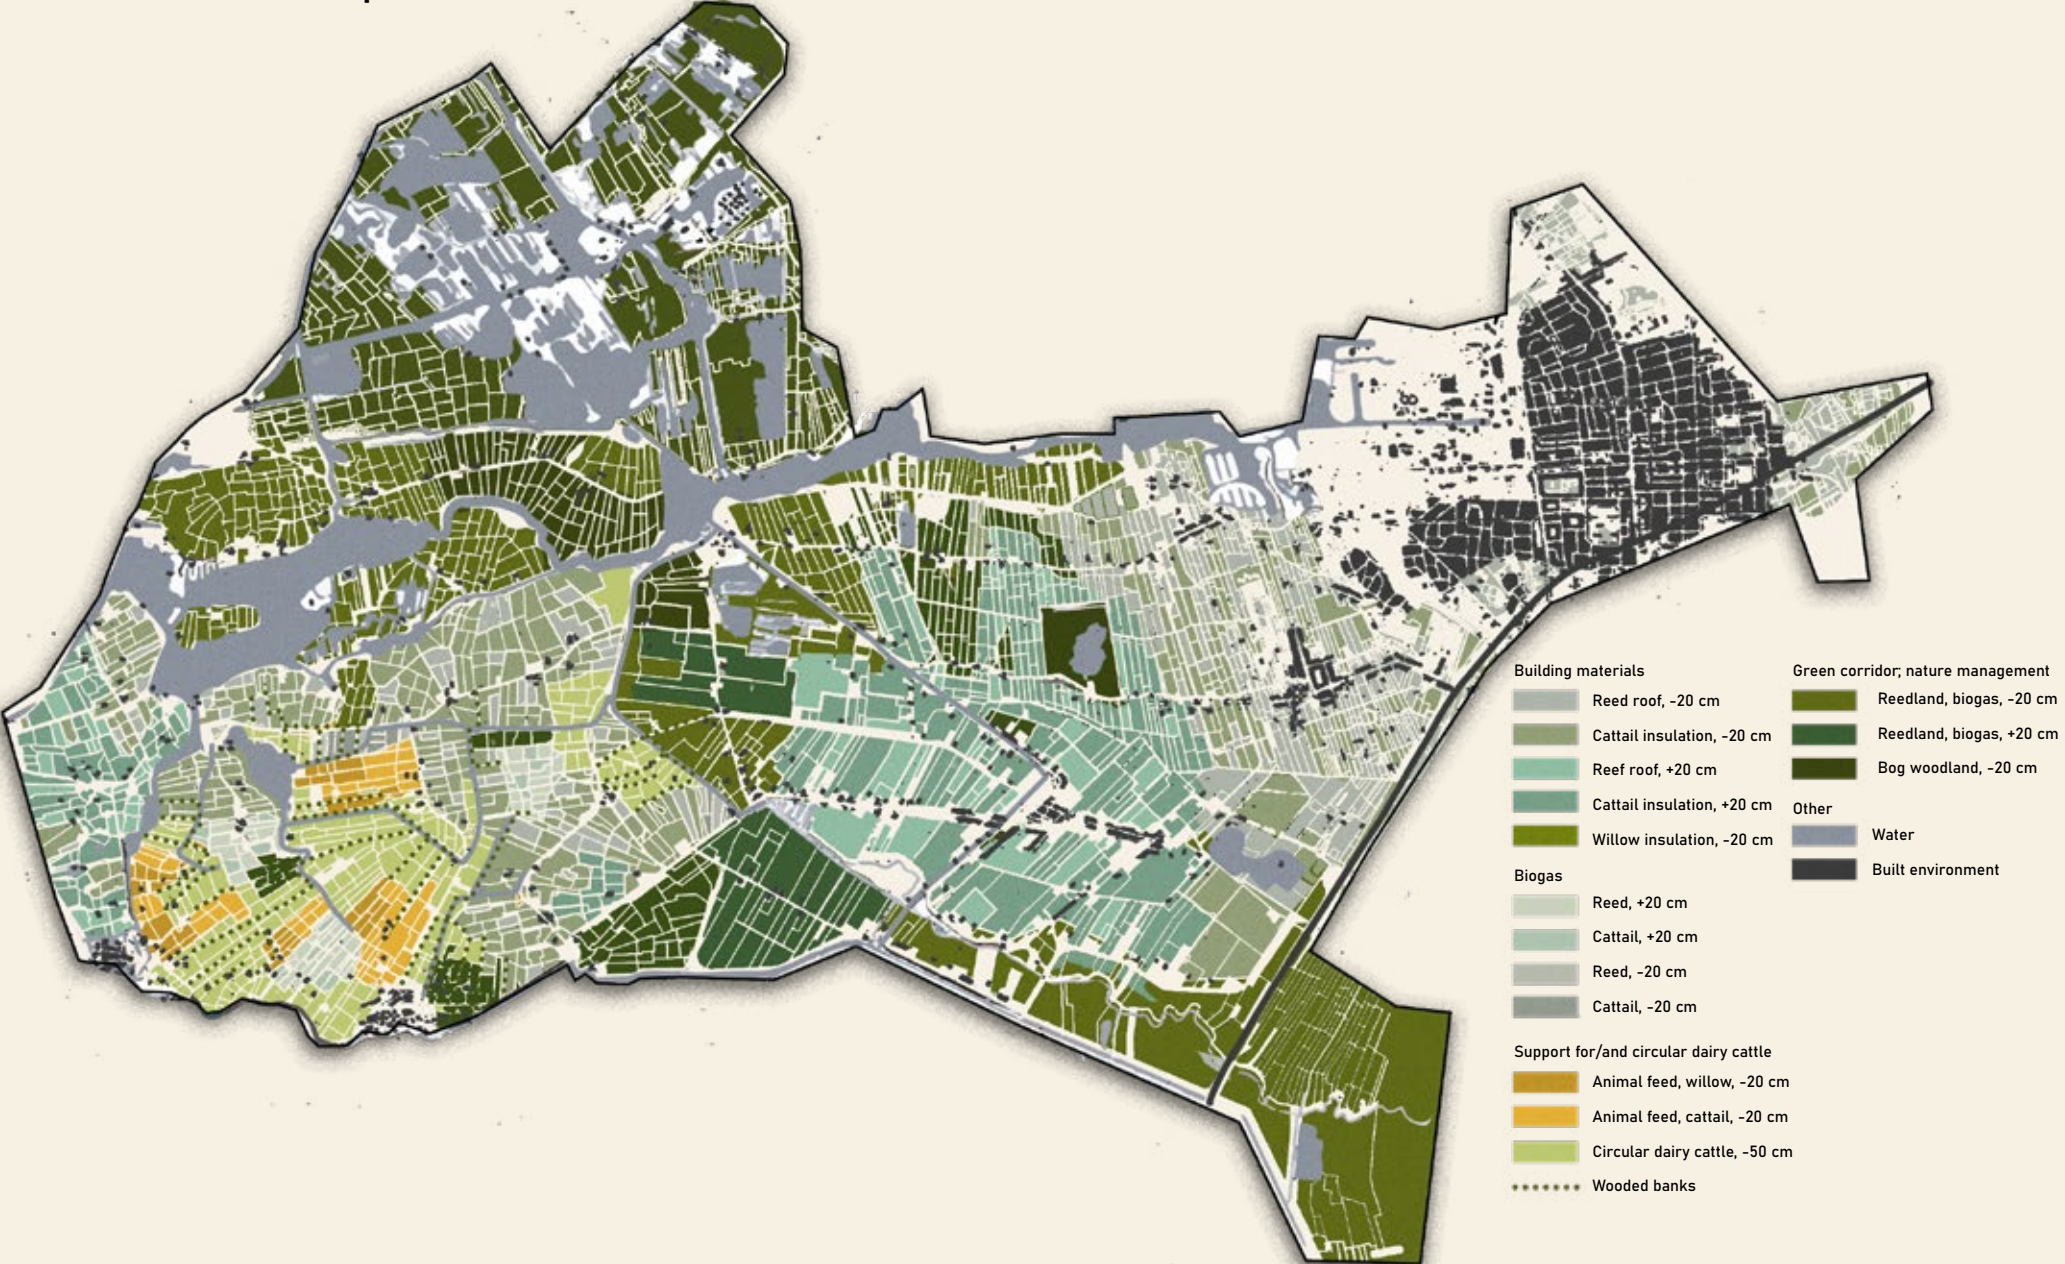 Building materials
Reed roof, -20 cm
Cattail insulation, -20 cm
Reef roof, +20 cm
Cattail insulation, +20 cm
Willow insulation, -20 cm
Biogas
Reed, +20 cm
Cattail, +20 cm
Reed, -20 cm
Cattail, -20 cm
Support for/and circular dairy cattle
Animal feed, willow, -20 cm
Animal feed, cattail, -20 cm
Circular dairy cattle, -50 cm
Wooded banks
Green corridor; nature management
Reedland, biogas, -20 cm
Reedland, biogas, +20 cm
Bog woodland, -20 cm
Other
Water
Built environment